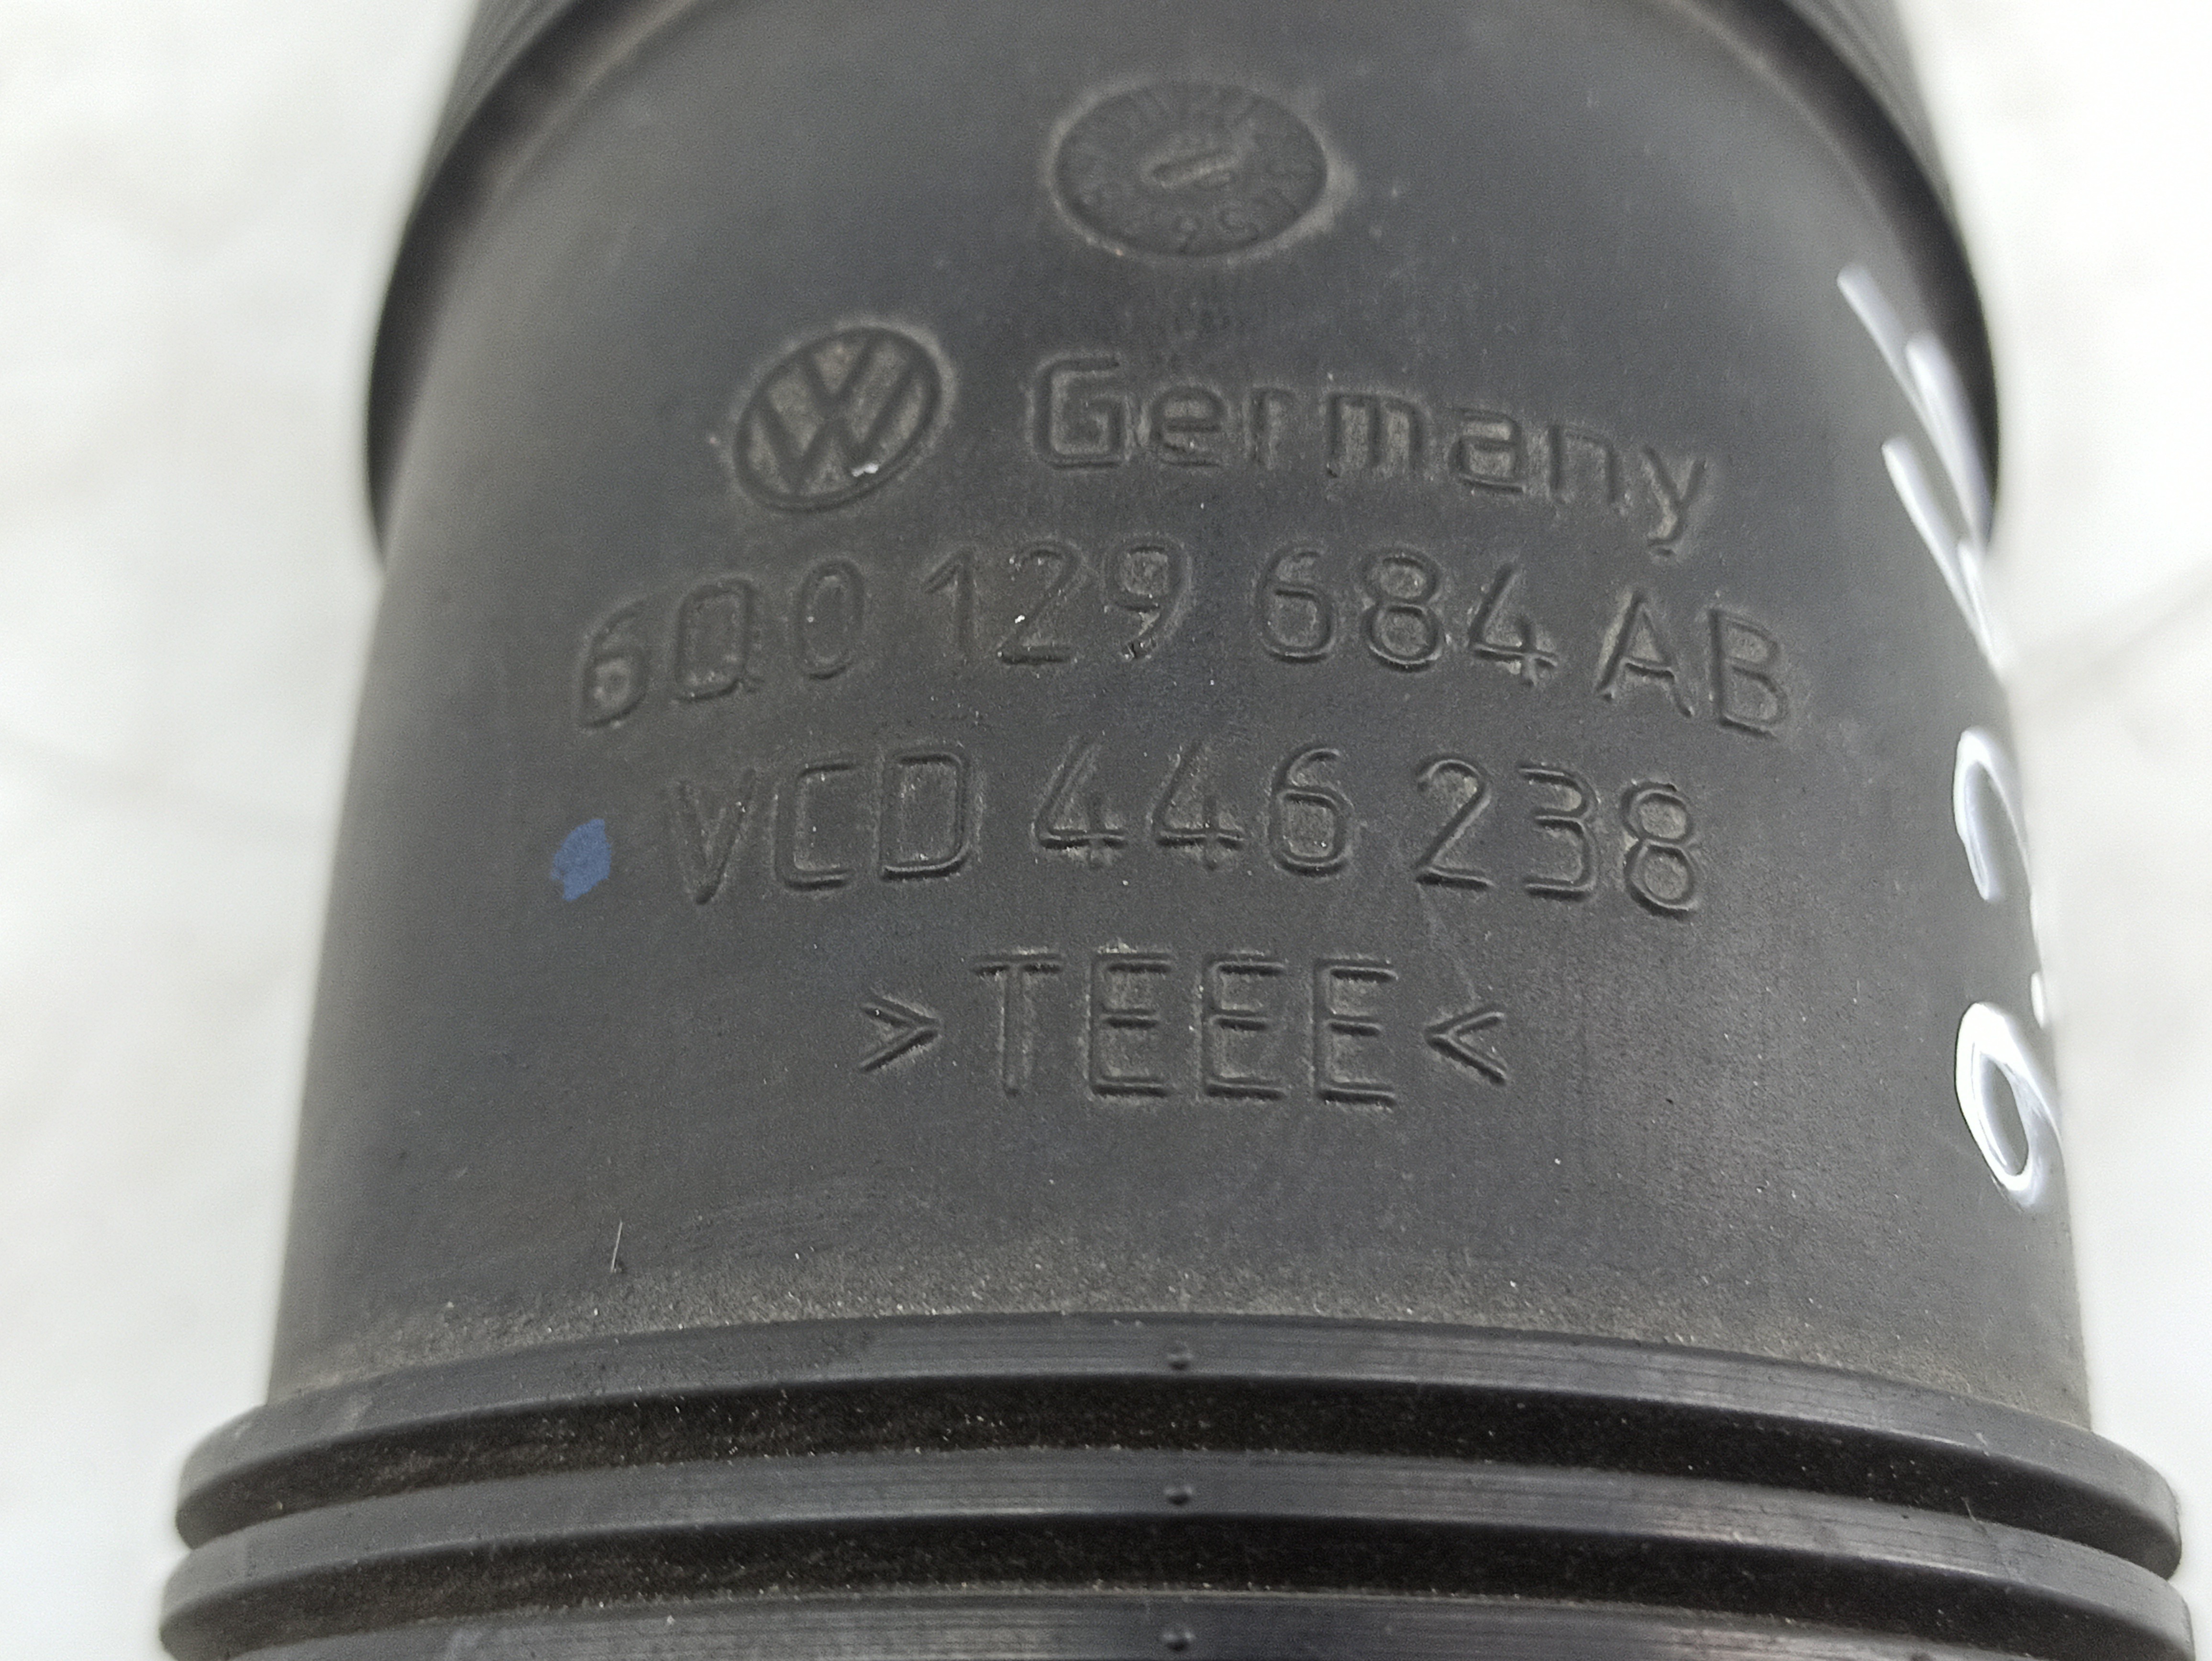 Germany
6Q0 129 684 AB
VCD 446 238
>TEEE<